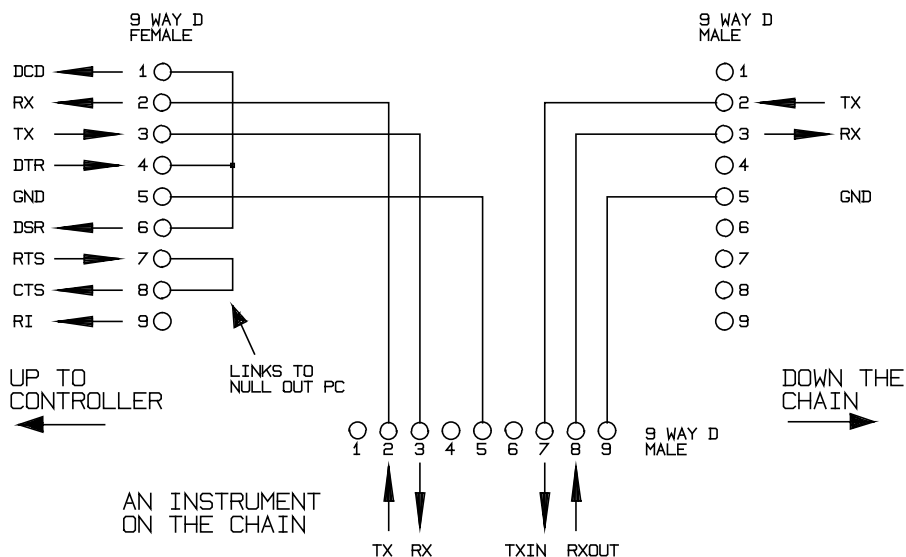 9 WAY D
FEMALE
9 WAY D
MALE
DCD 1 1
RX 2 2 TX
TX 3 3 RX
DTR 4 4
GND 5 5 GND
DSR 6 6
RTS 7 7
CTS 8 8
RI 9 9
LINKS TO
NULL OUT PC
UP TO
CONTROLLER
DOWN THE
CHAIN
1 2 3 4 5 6 7 8 9
9 WAY D
MALE
AN INSTRUMENT
ON THE CHAIN
TX RX TXIN RXOUT